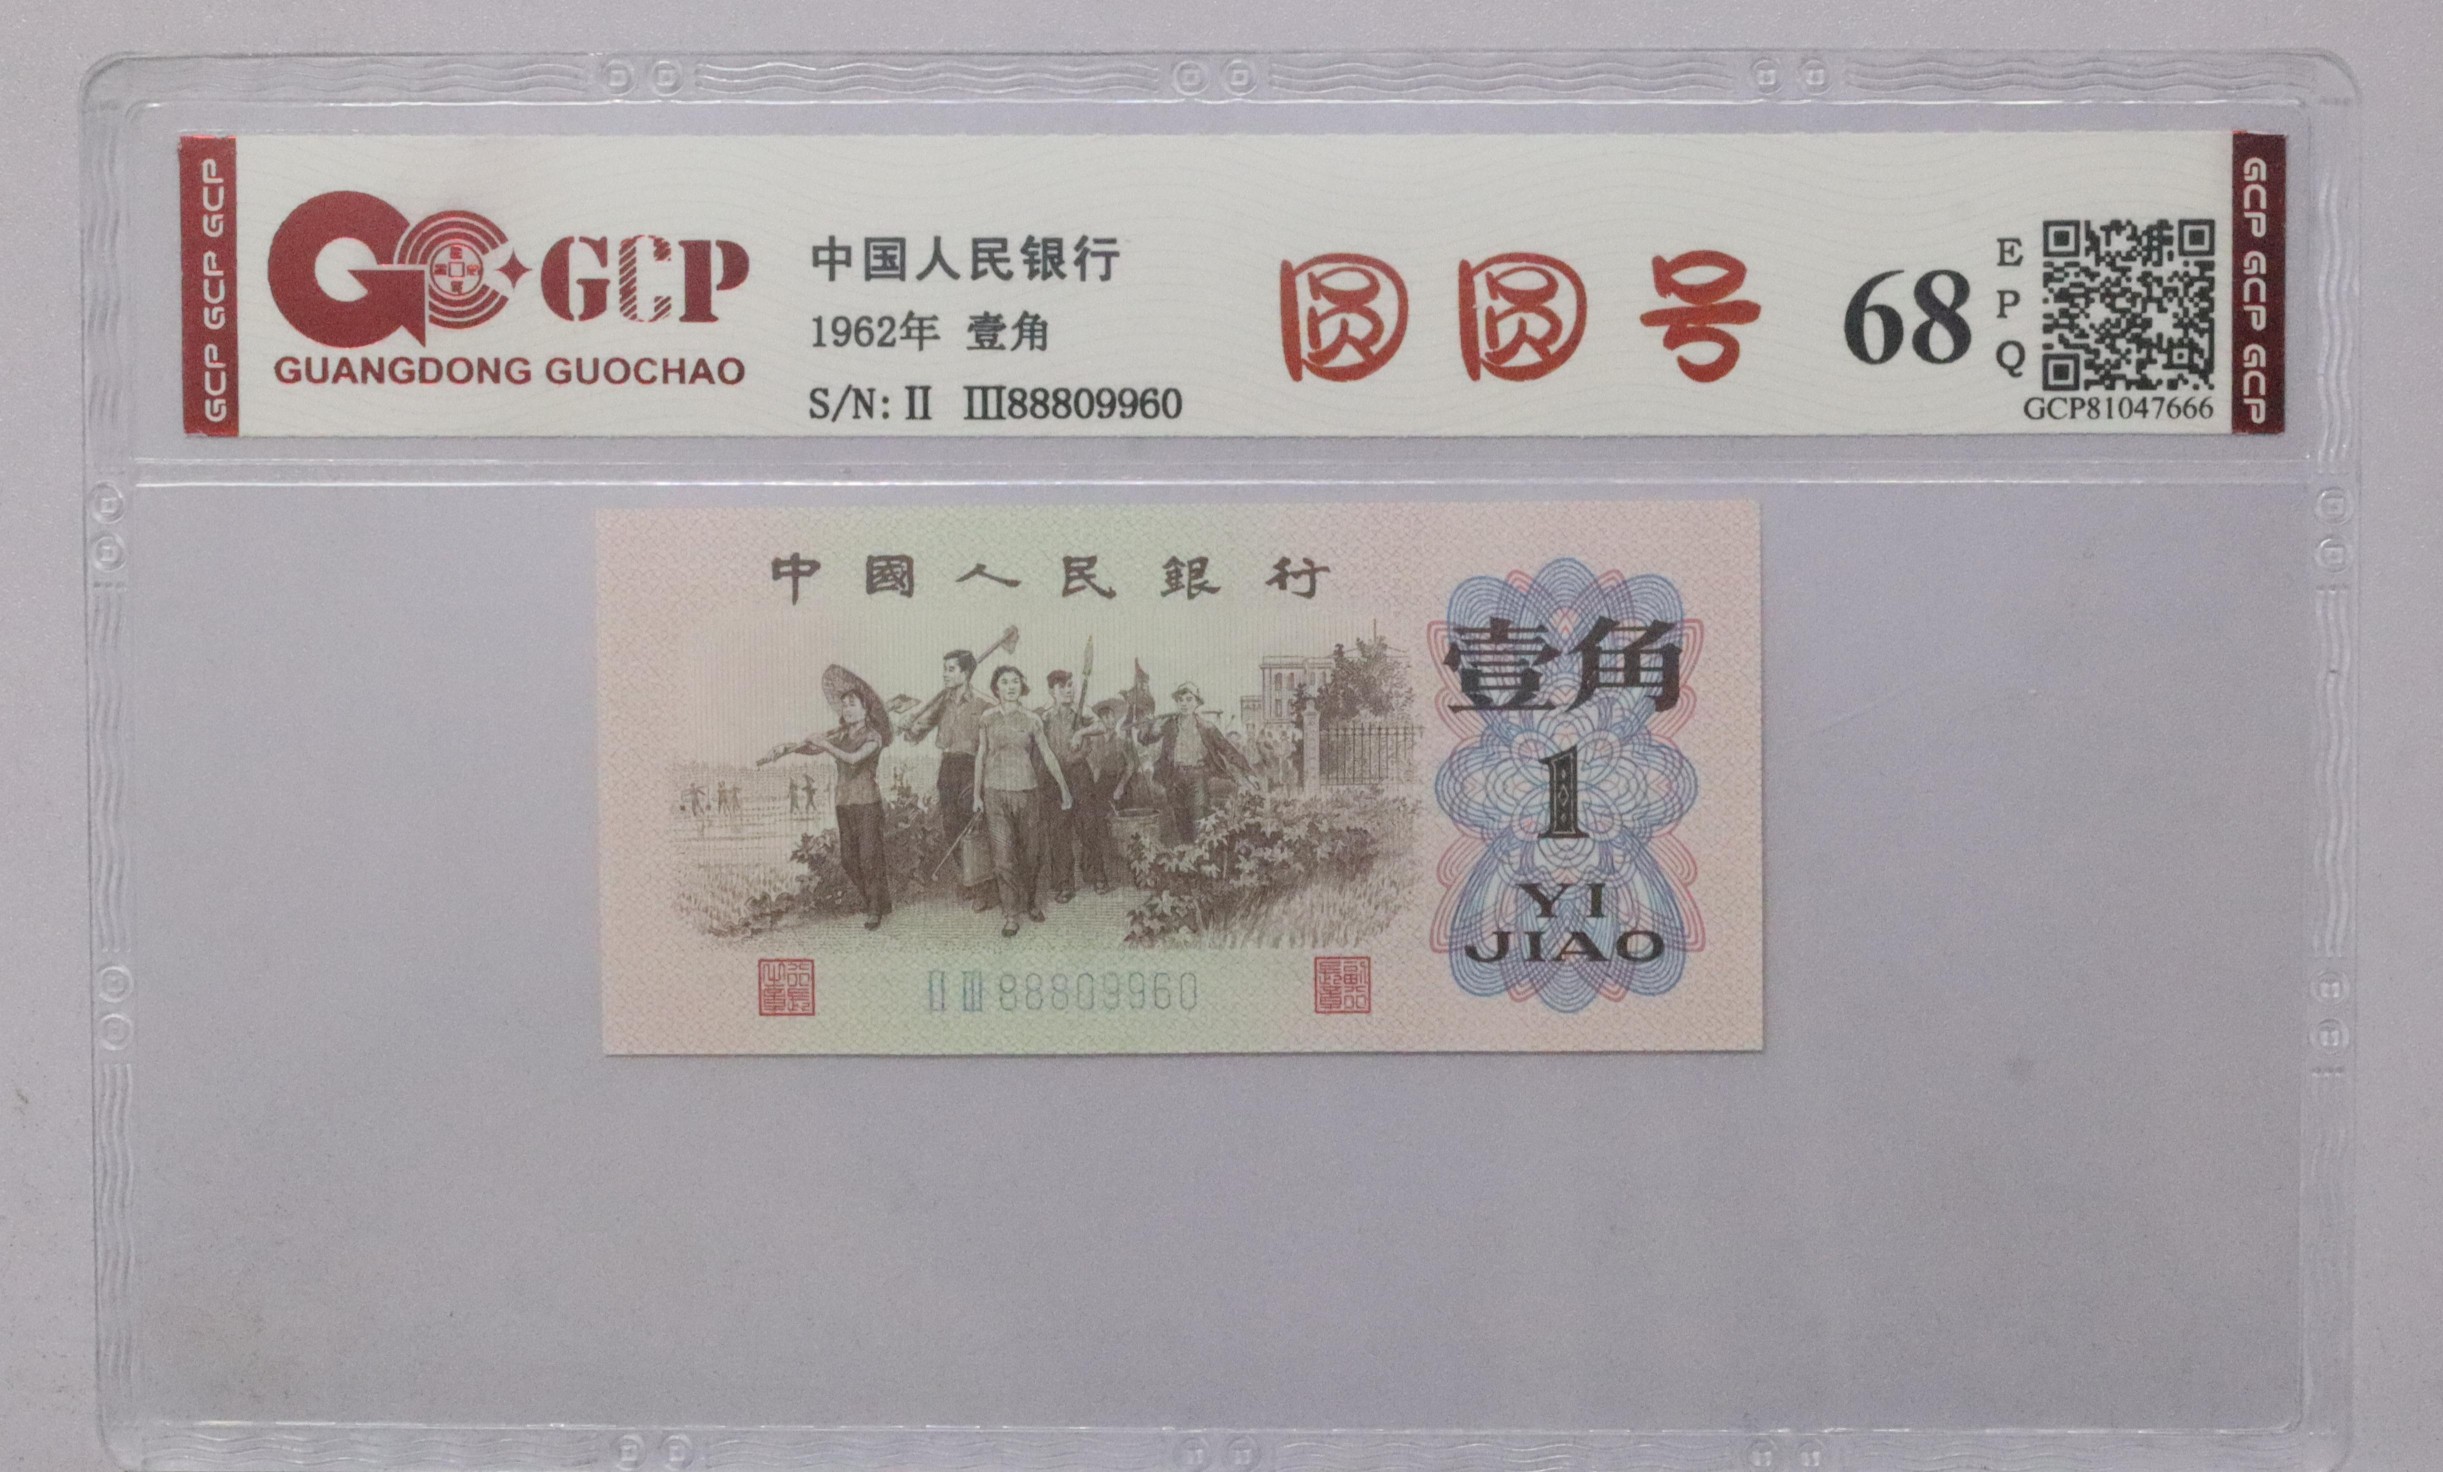 GCP GCP GCP
GCP
GUANGDONG GUOCHAO
中国人民银行
1962年 壹角
S/N: II III88809960
圆圆号
68
EPQ
GCP81047666
GCP GCP GCP
中國人民銀行
壹角
1
YI
JIAO
II III 88809960